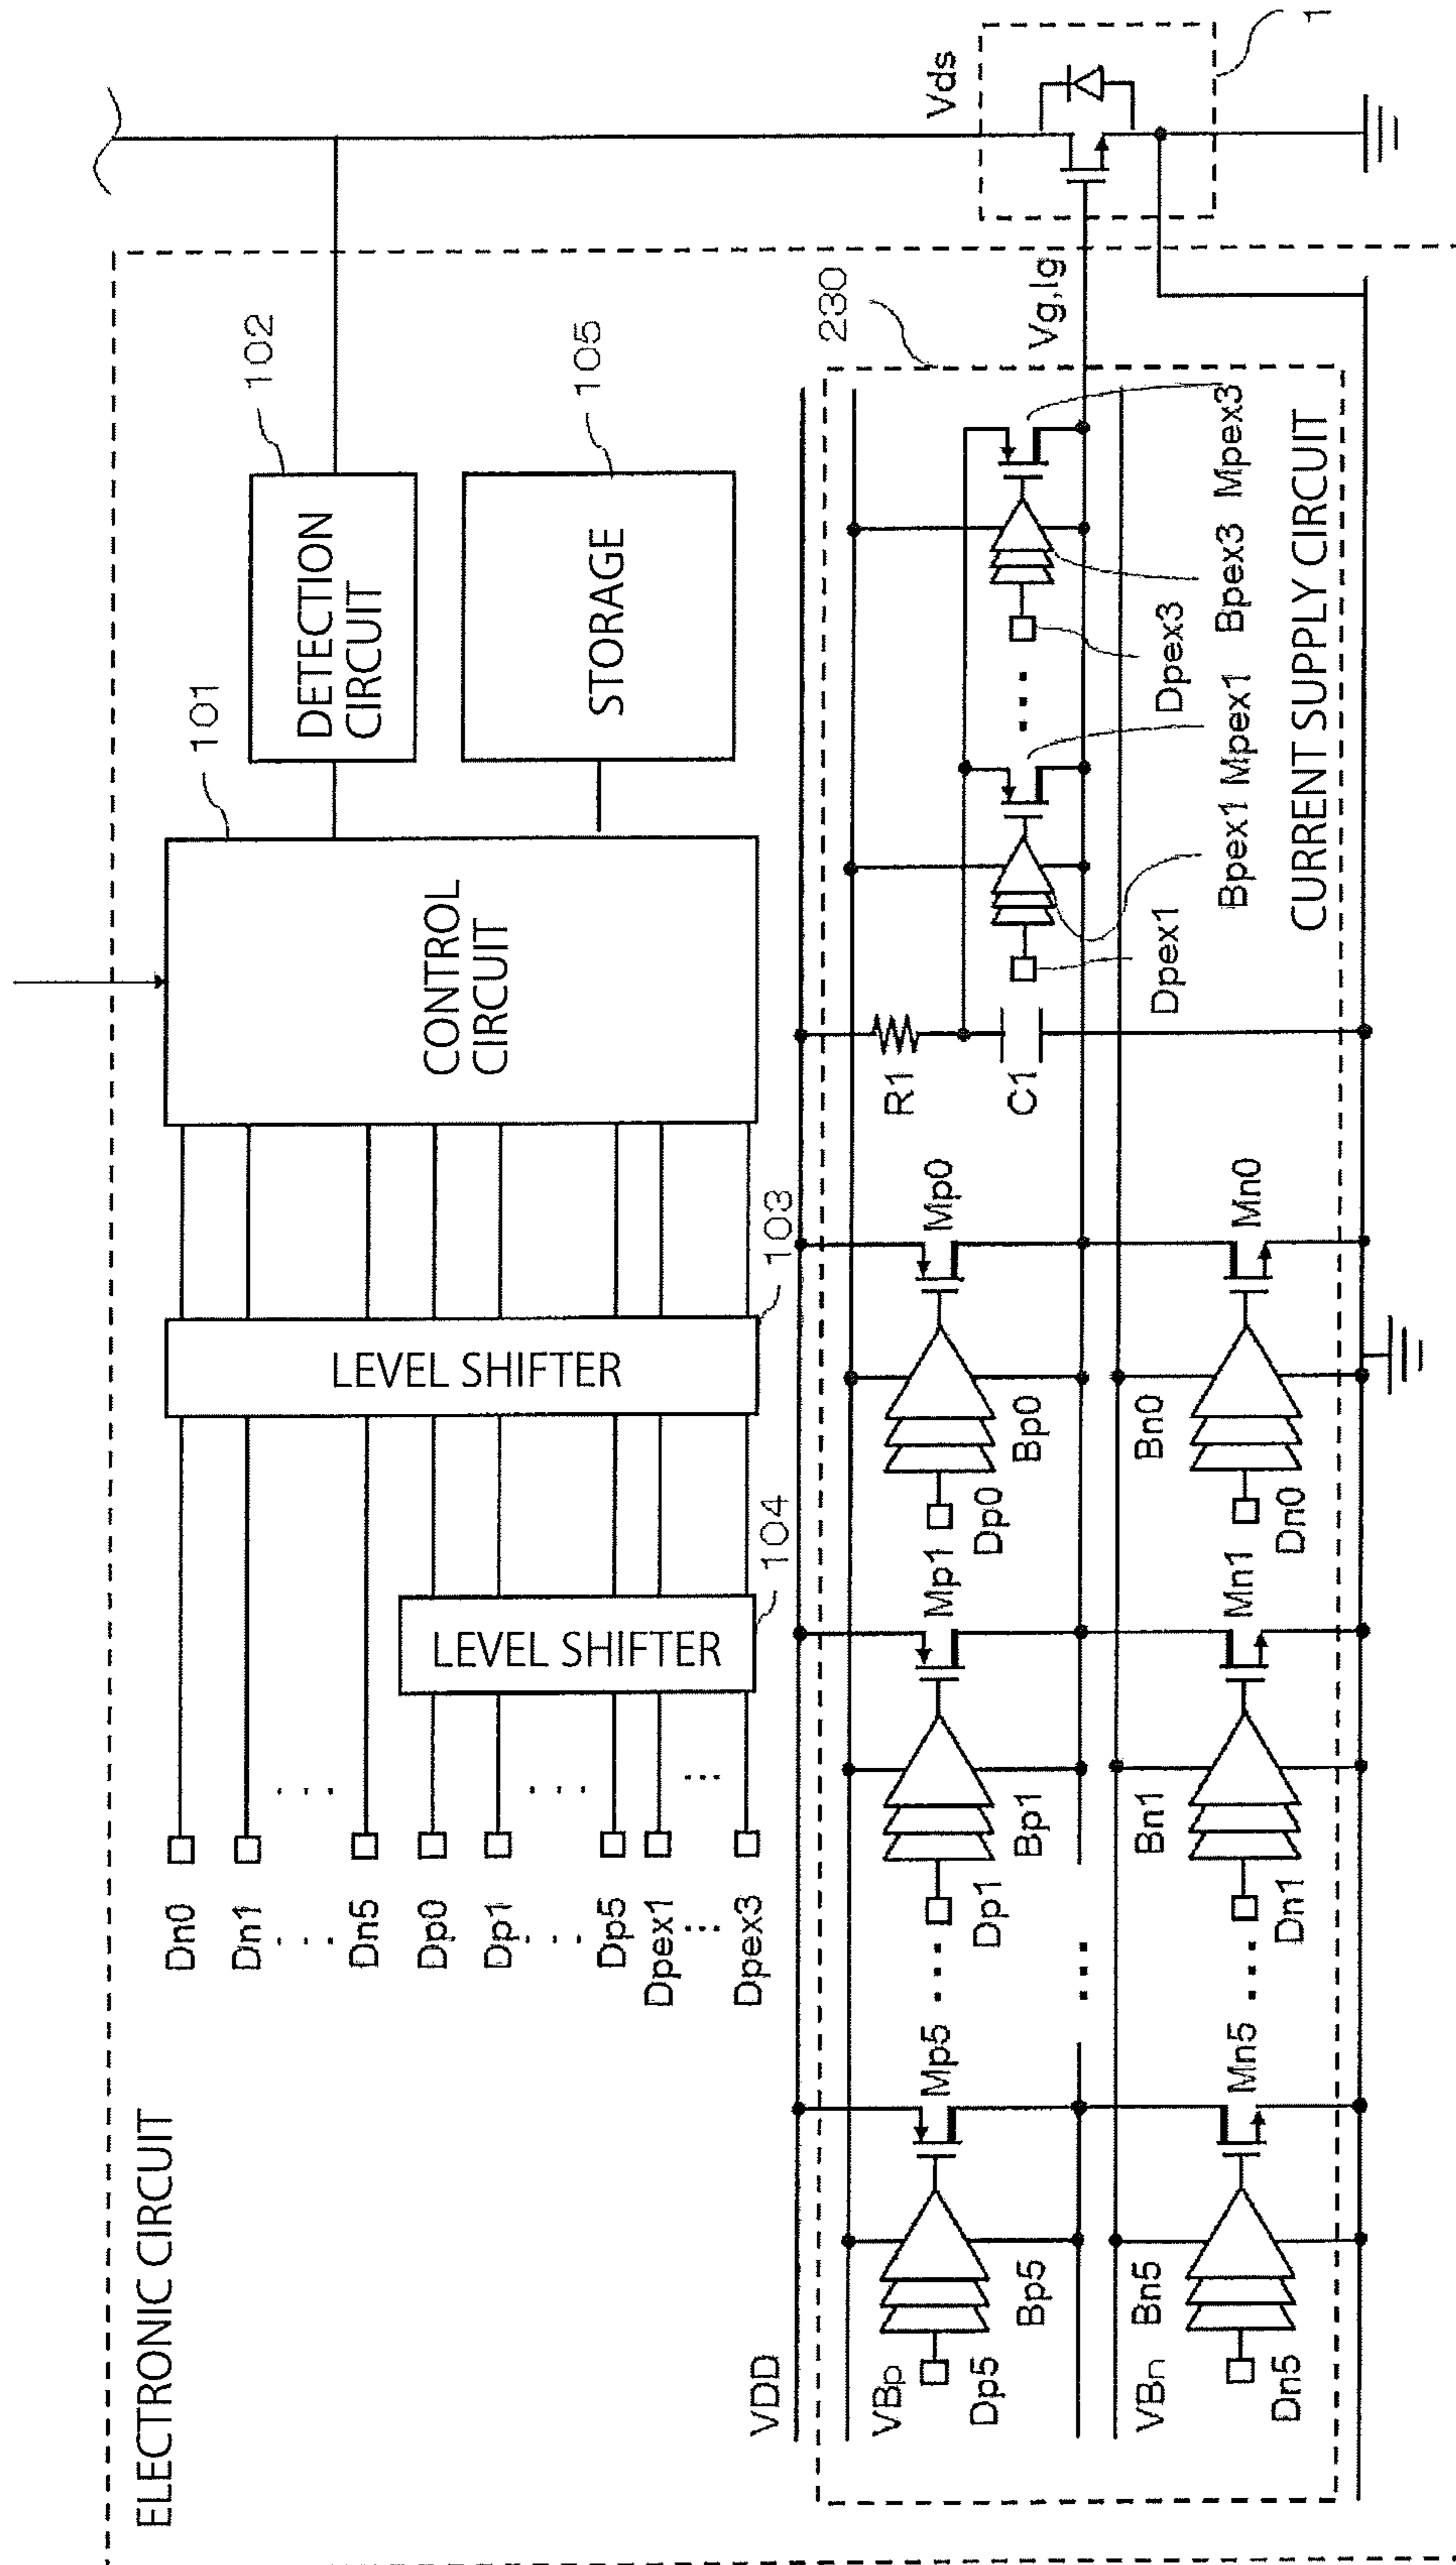 ELECTRONIC CIRCUIT
Dn0
Dn1
Dn5
Dp0
Dp1
Dp5
Dpex1
Dpex3
LEVEL SHIFTER
104
LEVEL SHIFTER
103
CONTROL
CIRCUIT
101
DETECTION
CIRCUIT
102
STORAGE
105
VDD
VBp
Dp5
Bp5
Mp5
Dp1
Bp1
Mp1
Dp0
Bp0
Mp0
R1
C1
Dpex1
Bpex1
Mpex1
Dpex3
Bpex3
Mpex3
230
Vg,Ig
Vds
1
VBn
Dn5
Bn5
Mn5
Dn1
Bn1
Mn1
Dn0
Bn0
Mn0
CURRENT SUPPLY CIRCUIT